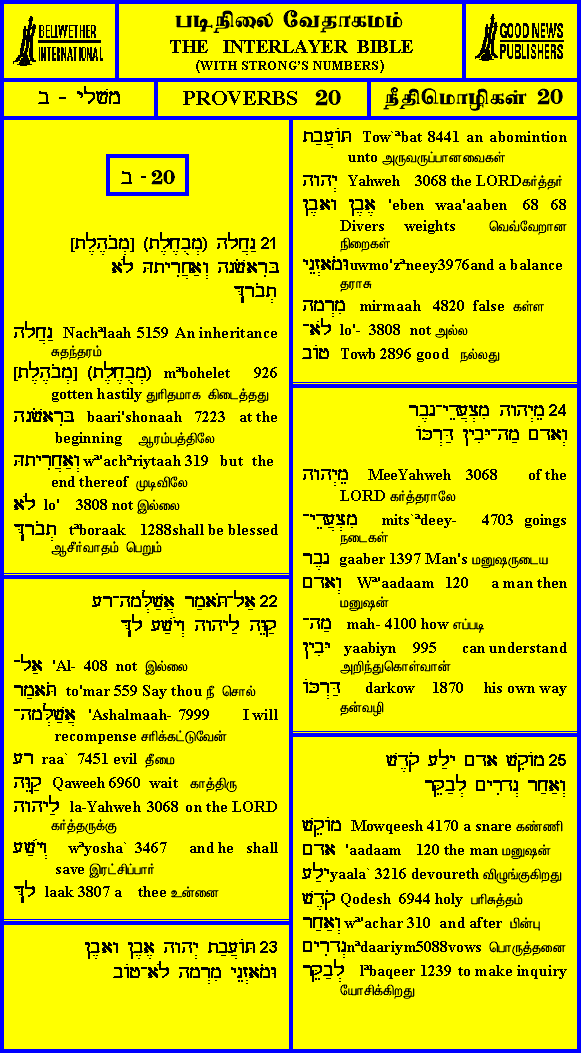 BELLWETHER
INTERNATIONAL
படிநிலை வேதாகமம்
THE INTERLAYER BIBLE
(WITH STRONG'S NUMBERS)
GOOD NEWS
PUBLISHERS
משלי - ב
PROVERBS 20
நீதிமொழிகள் 20
ב - 20
21 נַחֲלָה (מְבֻחֶלֶת) [מְבֹהֶלֶת]
בָּרִאשֹׁנָה וְאַחֲרִיתָהּ לֹא
תְבֹרָךְ׃
נַחֲלָה Nachªlaah 5159 An inheritance
சுதந்தரம்
[מְבֹהֶלֶת] (מְבֻחֶלֶת) mªbohelet 926
gotten hastily துரிதமாக கிடைத்தது
בָּרִאשֹׁנָה baari'shonaah 7223 at the
beginning ஆரம்பத்திலே
וְאַחֲרִיתָהּ wª'achªriytaah 319 but the
end thereof முடிவிலே
לֹא lo' 3808 not இல்லை
תְבֹרָךְ tªboraak 1288shall be blessed
ஆசீர்வாதம் பெறும்
22 אַל־תֹּאמַר אֲשַׁלְּמָה־רָע
קַוֵּה לַיהוָה וְיֹשַׁע לָךְ
אַל־ 'Al- 408 not இல்லை
תֹּאמַר to'mar 559 Say thou நீ சொல்
אֲשַׁלְּמָה־ 'Ashalmaah- 7999 I will
recompense சரிக்கட்டுவேன்
רָע raa` 7451 evil தீமை
קַוֵּה Qaweeh 6960 wait காத்திரு
לַיהוָה la-Yahweh 3068 on the LORD
கர்த்தருக்கு
וְיֹשַׁע wªyosha` 3467 and he shall
save இரட்சிப்பார்
לָךְ laak 3807 a thee உன்னை
23 תּוֹעֲבַת יְהוָה אֶבֶן וָאָבֶן
וּמֹאזְנֵי מִרְמָה לֹא־טוֹב
תּוֹעֲבַת Tow`ªbat 8441 an abomintion
unto அருவருப்பானவைகள்
יְהוָה Yahweh 3068 the LORDகர்த்தர்
אֶבֶן וָאָבֶן 'eben waa'aaben 68 68
Divers weights வெவ்வேறான
நிறைகள்
וּמֹאזְנֵי uwmo'zªneey3976and a balance
தராசு
מִרְמָה mirmaah 4820 false கள்ள
לֹא־ lo'- 3808 not அல்ல
טוֹב Towb 2896 good நல்லது
24 מֵיְהוָה מִצְעֲדֵי־גָבֶר
וְאָדָם מַה־יָּבִין דַּרְכּוֹ
מֵיְהוָה MeeYahweh 3068 of the
LORD கர்த்தராலே
מִצְעֲדֵי־ mits`ªdeey- 4703 goings
நடைகள்
גָבֶר gaaber 1397 Man's மனுஷருடைய
וְאָדָם Wª'aadaam 120 a man then
மனுஷன்
מַה־ mah- 4100 how எப்படி
יָּבִין yaabiyn 995 can understand
அறிந்துகொள்வான்
דַּרְכּוֹ darkow 1870 his own way
தன்வழி
25 מוֹקֵשׁ אָדָם יָלַע קֹדֶשׁ
וְאַחַר נְדָרִים לְבַקֵּר
מוֹקֵשׁ Mowqeesh 4170 a snare கண்ணி
אָדָם 'aadaam 120 the man மனுஷன்
יָלַע yaala` 3216 devoureth விழுங்குகிறது
קֹדֶשׁ Qodesh 6944 holy பரிசுத்தம்
וְאַחַר wª'achar 310 and after பின்பு
נְדָרִים nªdaariym5088vows பொருத்தனை
לְבַקֵּר lªbaqeer 1239 to make inquiry
யோசிக்கிறது